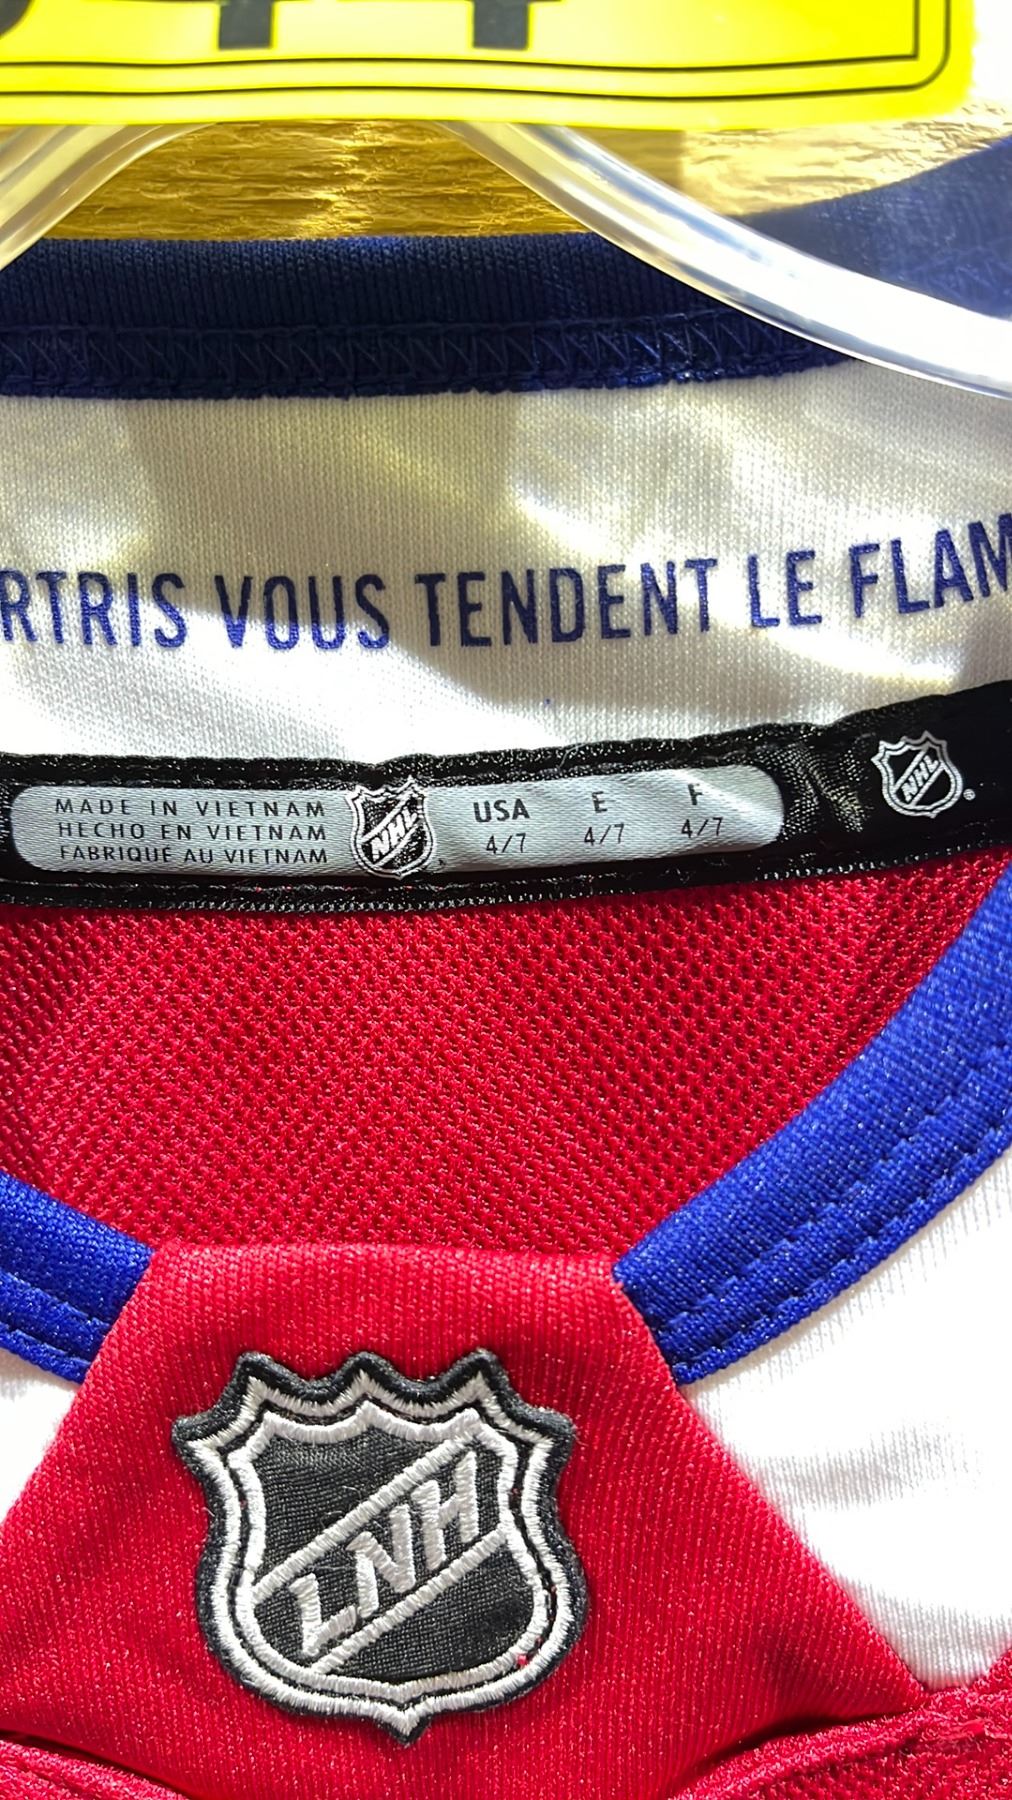 RTRIS VOUS TENDENT LE FLAM
MADE IN VIETNAM
HECHO EN VIETNAM
FABRIQUÉ AU VIETNAM
NHL
USA E F
4/7 4/7 4/7
NHL
LNH